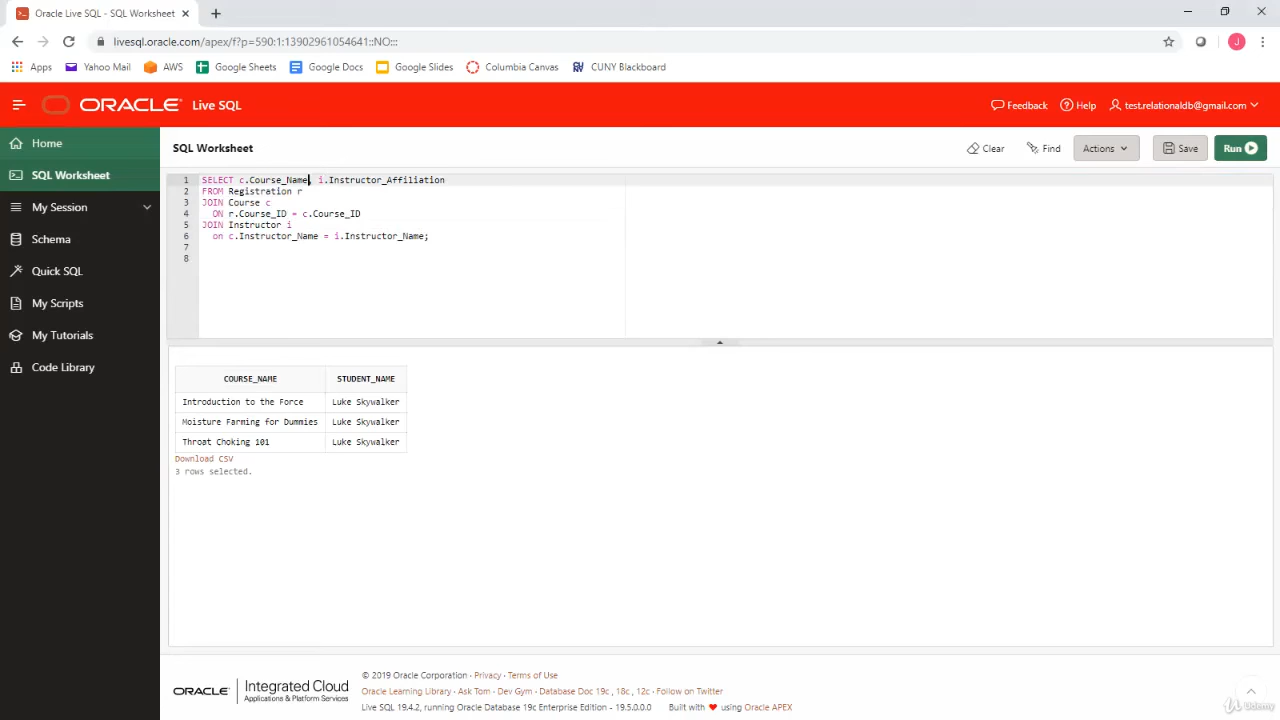 Oracle Live SQL - SQL Worksheet
livesql.oracle.com/apex/f?p=590:1:13902961054641::NO:::
J
Apps Yahoo Mail AWS Google Sheets Google Docs Google Slides Columbia Canvas CUNY Blackboard
ORACLE Live SQL
Feedback Help test.relationaldb@gmail.com
Home
SQL Worksheet
My Session
Schema
Quick SQL
My Scripts
My Tutorials
Code Library
SQL Worksheet
Clear Find Actions Save Run
1 SELECT c.Course_Name, i.Instructor_Affiliation
2 FROM Registration r
3 JOIN Course c
4 ON r.Course_ID = c.Course_ID
5 JOIN Instructor i
6 on c.Instructor_Name = i.Instructor_Name;
7
8
COURSE_NAME STUDENT_NAME
Introduction to the Force Luke Skywalker
Moisture Farming for Dummies Luke Skywalker
Throat Choking 101 Luke Skywalker
Download CSV
3 rows selected.
ORACLE Integrated Cloud
Applications & Platform Services
© 2019 Oracle Corporation · Privacy · Terms of Use
Oracle Learning Library · Ask Tom · Dev Gym · Database Doc 19c , 18c , 12c · Follow on Twitter
Live SQL 19.4.2, running Oracle Database 19c Enterprise Edition - 19.5.0.0.0 Built with ❤ using Oracle APEX
Udemy